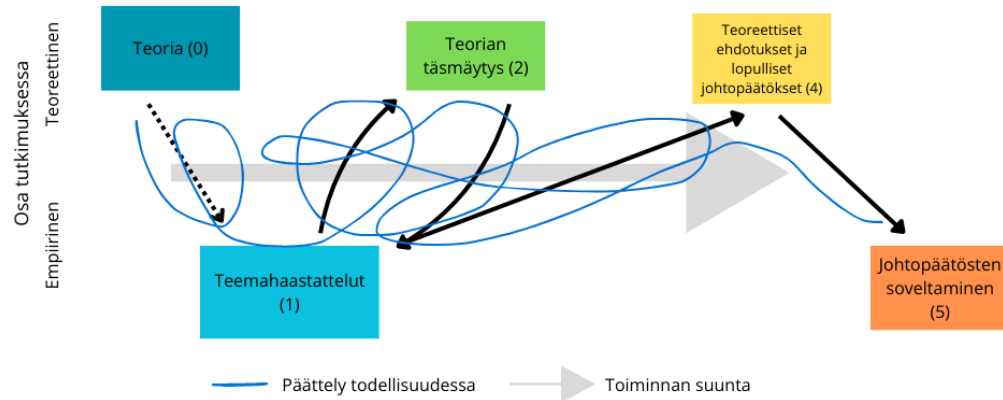 Osa tutkimuksessa
Teoreettinen
Empiirinen
Teoria (0)
Teorian
täsmäytys (2)
Teoreettiset
ehdotukset ja
lopulliset
johtopäätökset (4)
Teemahaastattelut
(1)
Johtopäätösten
soveltaminen
(5)
Päättely todellisuudessa
Toiminnan suunta